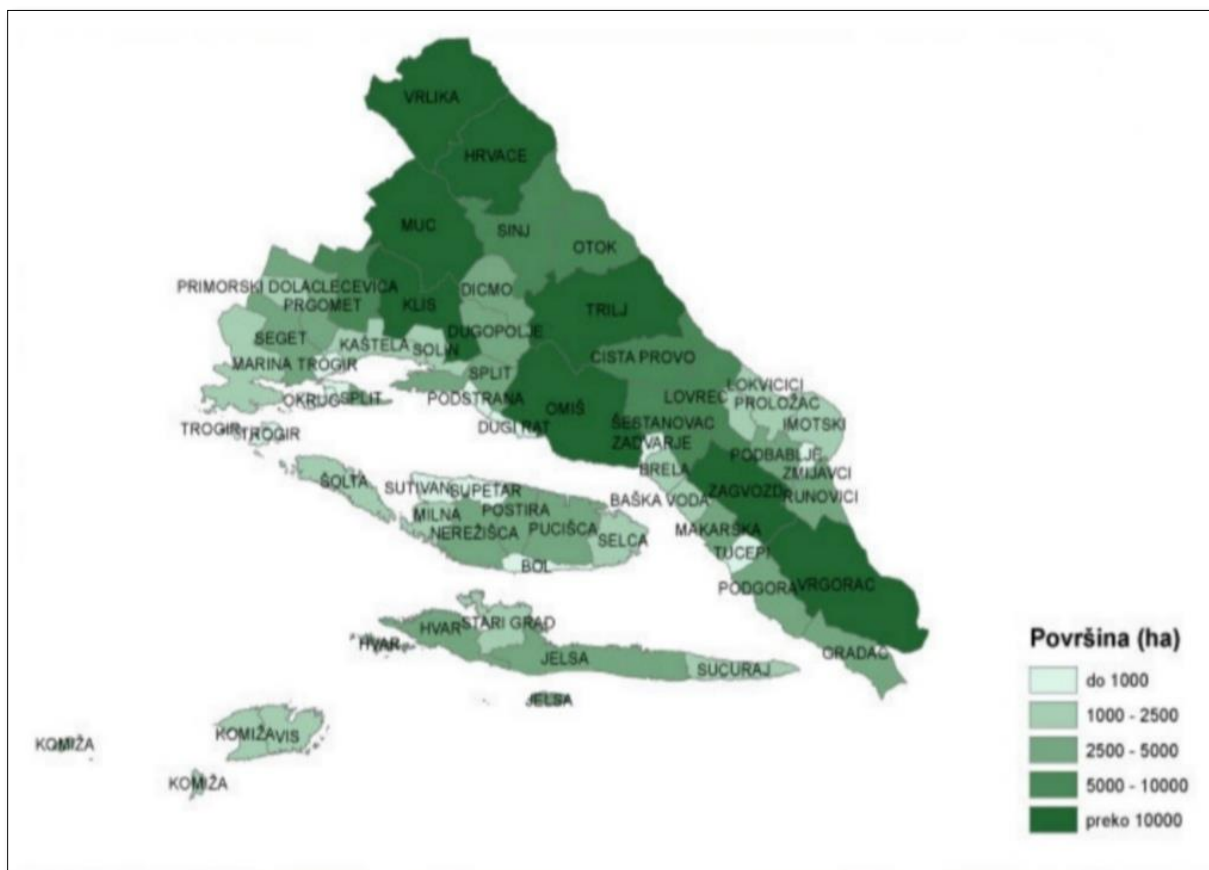 VRLIKA
HRVACE
MUC
SINJ
OTOK
PRIMORSKI DOLAC
LECEVICA
PRGOMET
KLIS
DICMO
TRILJ
SEGET
KAŠTELA
SOLIN
DUGOPOLJE
CISTA PROVO
MARINA
TROGIR
SPLIT
LOKVICICI
OKRUG
SPLIT
PODSTRANA
OMIŠ
LOVREC
PROLOŽAC
IMOTSKI
TROGIR
TROGIR
DUGI RAT
ŠESTANOVAC
ZADVARJE
PODBABLJE
ZMIJAVCI
ŠOLTA
SUTIVAN
SUPETAR
BRELA
ZAGVOZD
RUNOVICI
MILNA
POSTIRA
BAŠKA VODA
NEREŽIŠCA
PUCIŠCA
SELCA
MAKARSKA
BOL
TUCEPI
PODGORA
VRGORAC
HVAR
STARI GRAD
HVAR
JELSA
SUCURAJ
GRADAC
JELSA
KOMIŽA
KOMIŽA
VIS
KOMIŽA
Površina (ha)
do 1000
1000 - 2500
2500 - 5000
5000 - 10000
preko 10000